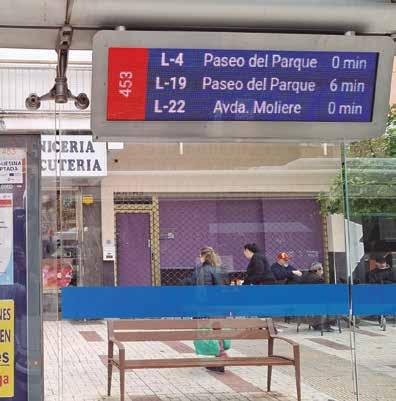 453
L-4 Paseo del Parque 0 min
L-19 Paseo del Parque 6 min
L-22 Avda. Moliere 0 min
NICERIA
CUTERIA